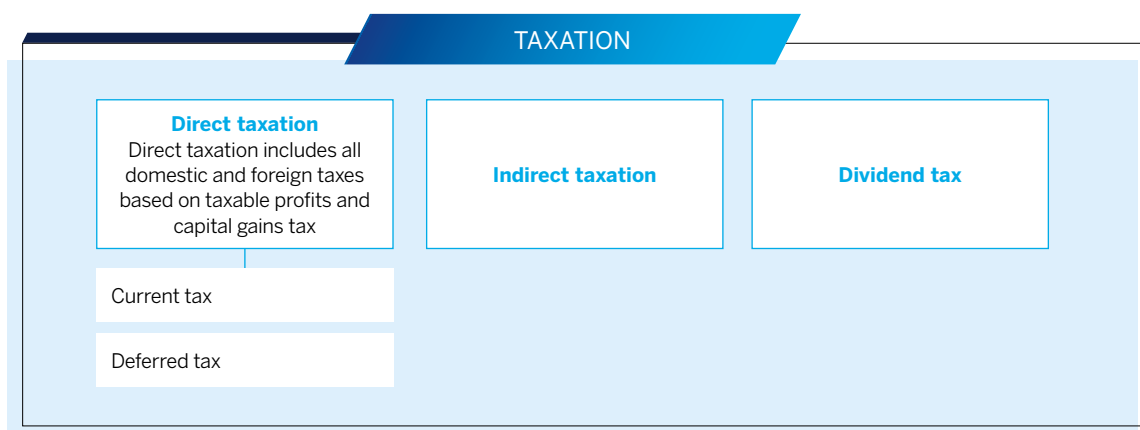 TAXATION
Direct taxation
Direct taxation includes all
domestic and foreign taxes
based on taxable profits and
capital gains tax
Indirect taxation
Dividend tax
Current tax
Deferred tax